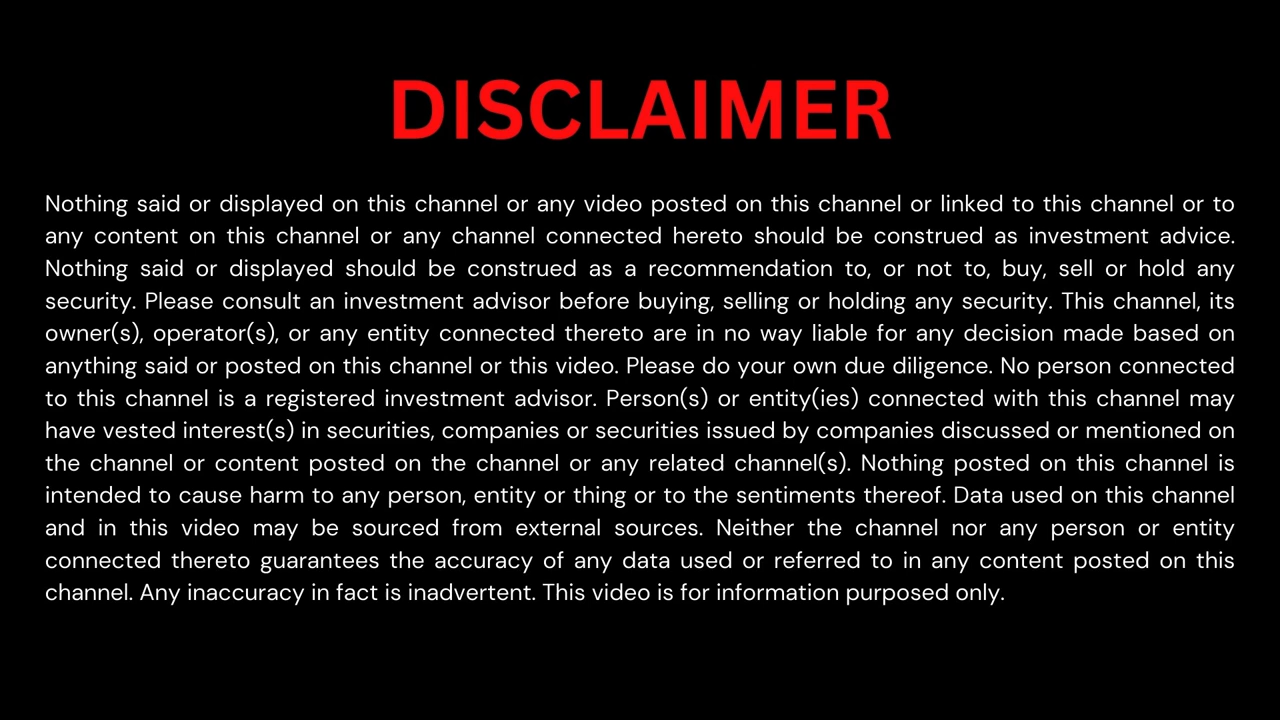 DISCLAIMER
Nothing said or displayed on this channel or any video posted on this channel or linked to this channel or to
any content on this channel or any channel connected hereto should be construed as investment advice.
Nothing said or displayed should be construed as a recommendation to, or not to, buy, sell or hold any
security. Please consult an investment advisor before buying, selling or holding any security. This channel, its
owner(s), operator(s), or any entity connected thereto are in no way liable for any decision made based on
anything said or posted on this channel or this video. Please do your own due diligence. No person connected
to this channel is a registered investment advisor. Person(s) or entity(ies) connected with this channel may
have vested interest(s) in securities, companies or securities issued by companies discussed or mentioned on
the channel or content posted on the channel or any related channel(s). Nothing posted on this channel is
intended to cause harm to any person, entity or thing or to the sentiments thereof. Data used on this channel
and in this video may be sourced from external sources. Neither the channel nor any person or entity
connected thereto guarantees the accuracy of any data used or referred to in any content posted on this
channel. Any inaccuracy in fact is inadvertent. This video is for information purposed only.